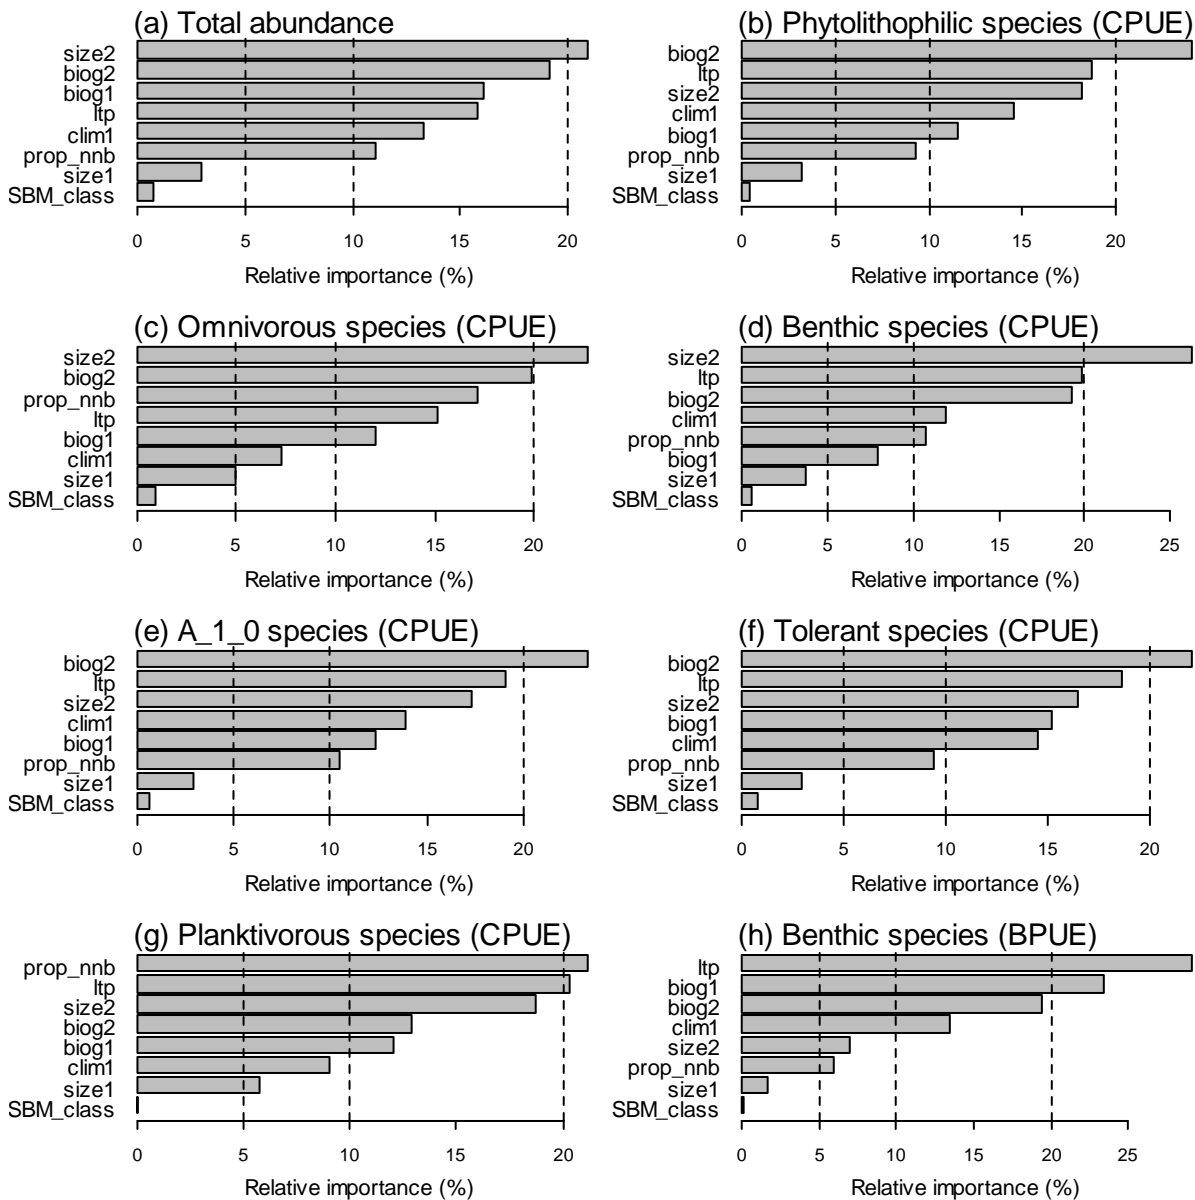 (a) Total abundance
size2
biog2
biog1
ltp
clim1
prop_nnb
size1
SBM_class
0 5 10 15 20
Relative importance (%)
(b) Phytolithophilic species (CPUE)
biog2
ltp
size2
clim1
biog1
prop_nnb
size1
SBM_class
0 5 10 15 20
Relative importance (%)
(c) Omnivorous species (CPUE)
size2
biog2
prop_nnb
ltp
biog1
clim1
size1
SBM_class
0 5 10 15 20
Relative importance (%)
(d) Benthic species (CPUE)
size2
ltp
biog2
clim1
prop_nnb
biog1
size1
SBM_class
0 5 10 15 20 25
Relative importance (%)
(e) A_1_0 species (CPUE)
biog2
ltp
size2
clim1
biog1
prop_nnb
size1
SBM_class
0 5 10 15 20
Relative importance (%)
(f) Tolerant species (CPUE)
biog2
ltp
size2
biog1
clim1
prop_nnb
size1
SBM_class
0 5 10 15 20
Relative importance (%)
(g) Planktivorous species (CPUE)
prop_nnb
ltp
size2
biog2
biog1
clim1
size1
SBM_class
0 5 10 15 20
Relative importance (%)
(h) Benthic species (BPUE)
ltp
biog1
biog2
clim1
size2
prop_nnb
size1
SBM_class
0 5 10 15 20 25
Relative importance (%)